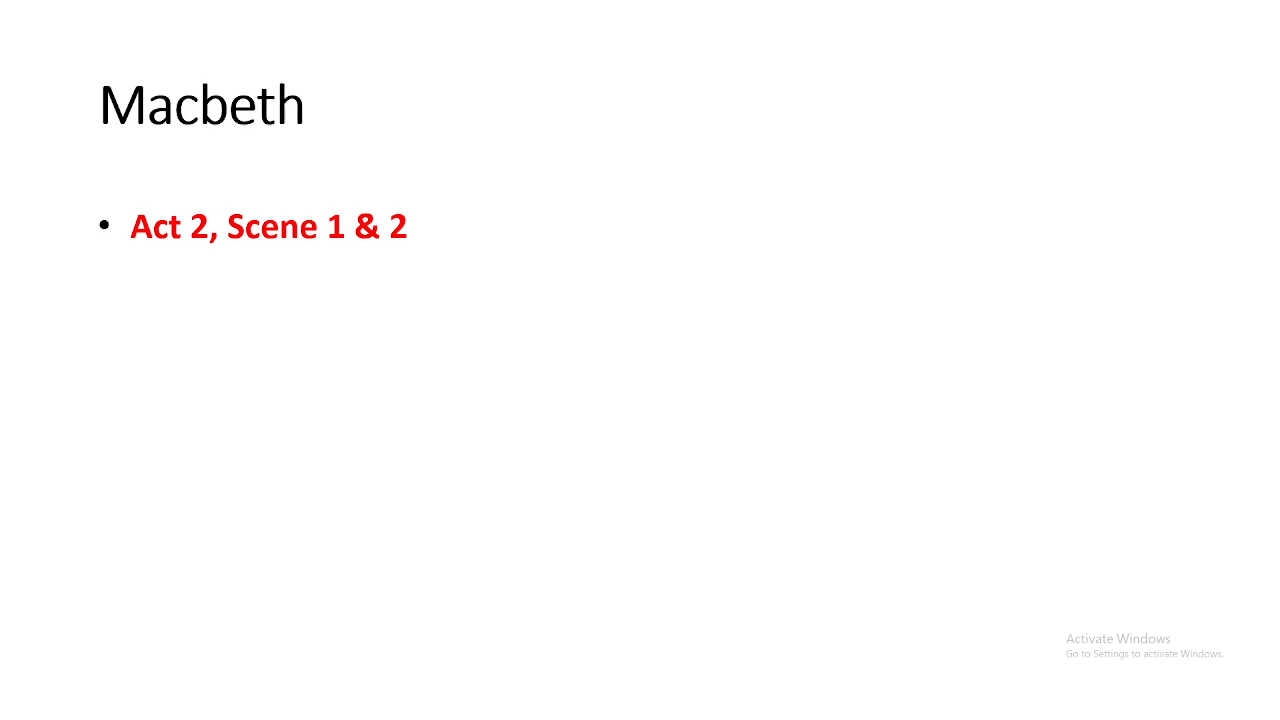 Macbeth
• Act 2, Scene 1 & 2
Activate Windows
Go to Settings to activate Windows.